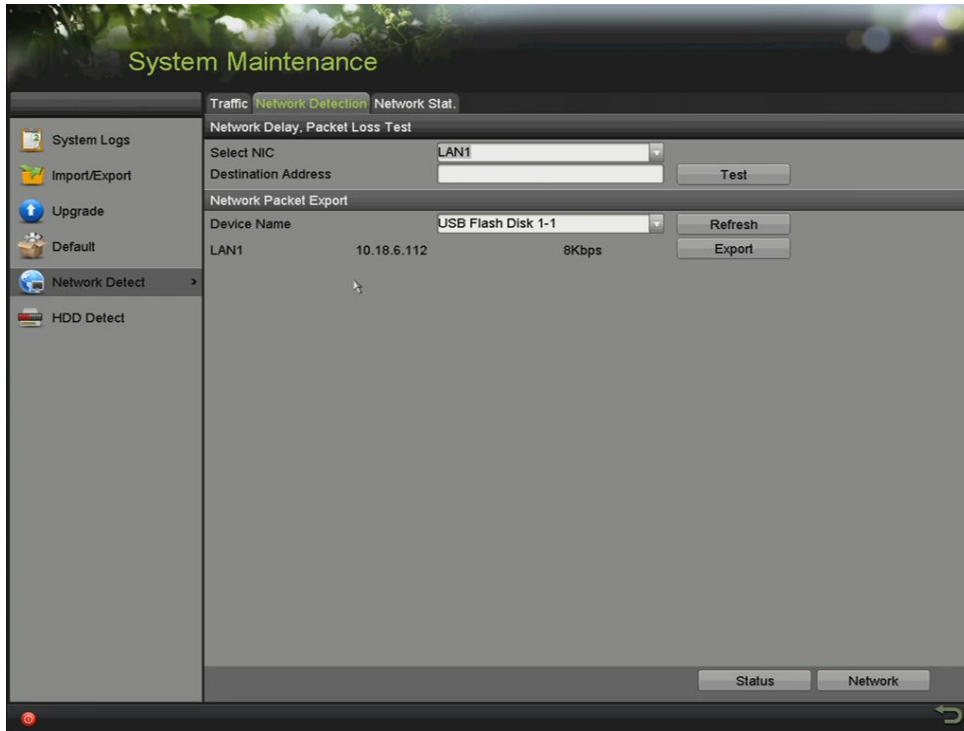 System Maintenance
Traffic Network Detection Network Stat.
System Logs
Import/Export
Upgrade
Default
Network Detect >
HDD Detect
Network Delay, Packet Loss Test
Select NIC LAN1
Destination Address Test
Network Packet Export
Device Name USB Flash Disk 1-1 Refresh
LAN1 10.18.6.112 8Kbps Export
Status Network